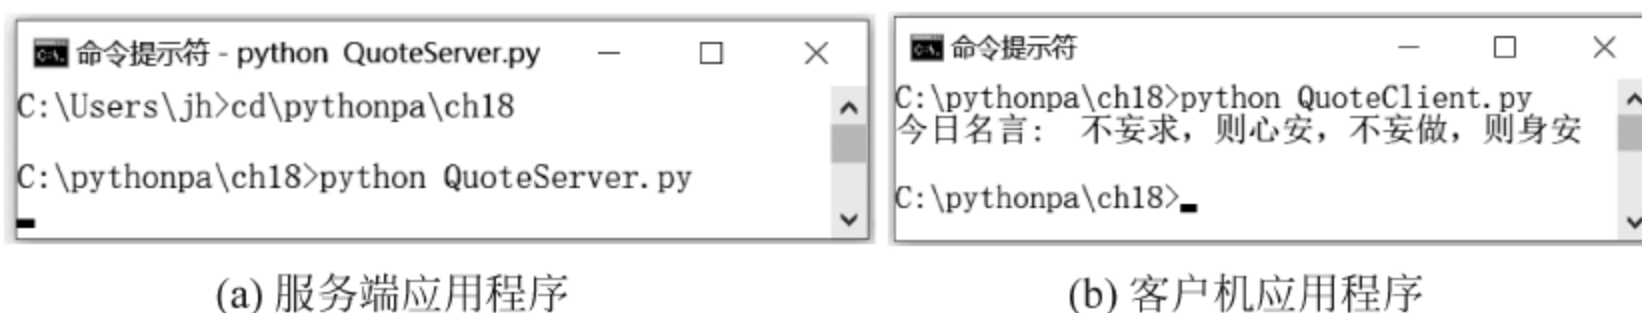 命令提示符 - python  QuoteServer.py
C:\Users\jh>cd\pythonpa\ch18
C:\pythonpa\ch18>python QuoteServer.py
(a) 服务端应用程序
命令提示符
C:\pythonpa\ch18>python QuoteClient.py
今日名言： 不妄求，则心安，不妄做，则身安
C:\pythonpa\ch18>
(b) 客户机应用程序